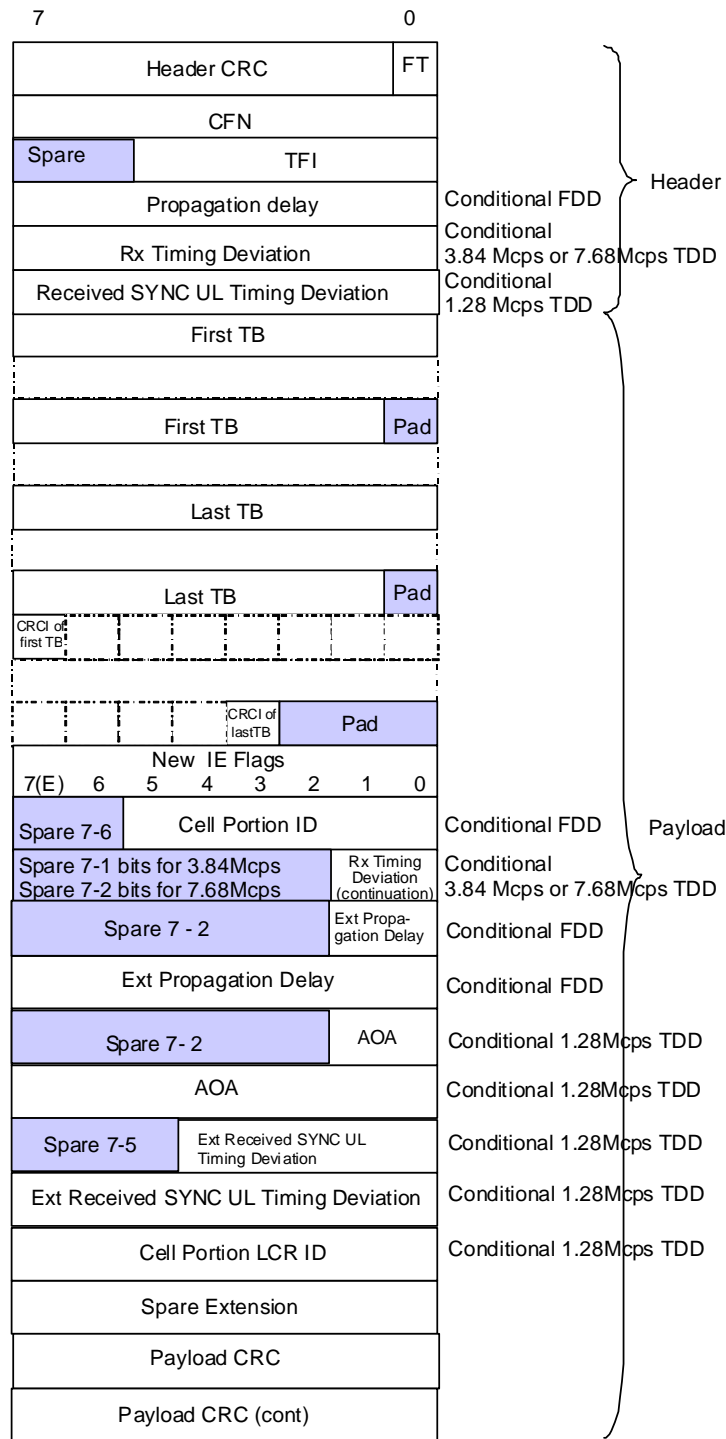 7 0
Header CRC FT
CFN
Spare TFI
Header
Propagation delay Conditional FDD
Rx Timing Deviation Conditional
3.84 Mcps or 7.68Mcps TDD
Received SYNC UL Timing Deviation Conditional
1.28 Mcps TDD
First TB
First TB Pad
Last TB
Last TB Pad
CRCI of
first TB
CRCI of
lastTB
Pad
New IE Flags
7(E) 6 5 4 3 2 1 0
Spare 7-6 Cell Portion ID Conditional FDD
Payload
Spare 7-1 bits for 3.84Mcps
Spare 7-2 bits for 7.68Mcps
Rx Timing
Deviation
(continuation)
Conditional
3.84 Mcps or 7.68Mcps TDD
Spare 7 - 2
Ext Propa-
gation Delay
Conditional FDD
Ext Propagation Delay Conditional FDD
Spare 7- 2 AOA Conditional 1.28Mcps TDD
AOA Conditional 1.28Mcps TDD
Spare 7-5
Ext Received SYNC UL
Timing Deviation
Conditional 1.28Mcps TDD
Ext Received SYNC UL Timing Deviation Conditional 1.28Mcps TDD
Cell Portion LCR ID Conditional 1.28Mcps TDD
Spare Extension
Payload CRC
Payload CRC (cont)